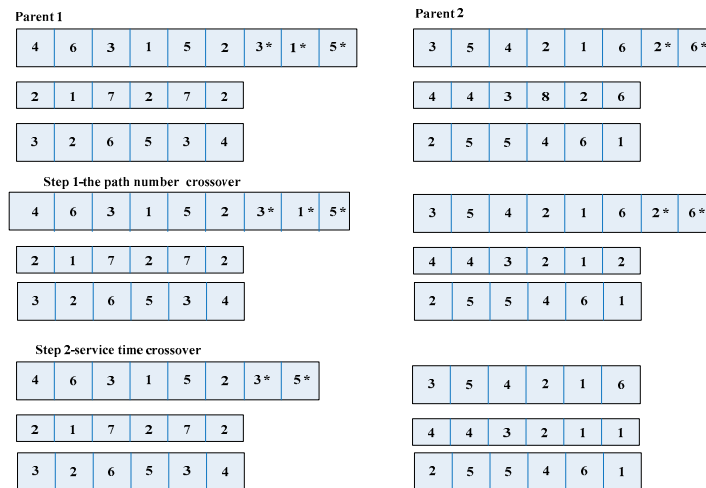 Parent 1
Parent 2
4 6 3 1 5 2 3* 1* 5*
3 5 4 2 1 6 2* 6*
2 1 7 2 7 2
4 4 3 8 2 6
3 2 6 5 3 4
2 5 5 4 6 1
Step 1-the path number crossover
4 6 3 1 5 2 3* 1* 5*
3 5 4 2 1 6 2* 6*
2 1 7 2 7 2
4 4 3 2 1 2
3 2 6 5 3 4
2 5 5 4 6 1
Step 2-service time crossover
4 6 3 1 5 2 3* 5*
3 5 4 2 1 6
2 1 7 2 7 2
4 4 3 2 1 1
3 2 6 5 3 4
2 5 5 4 6 1